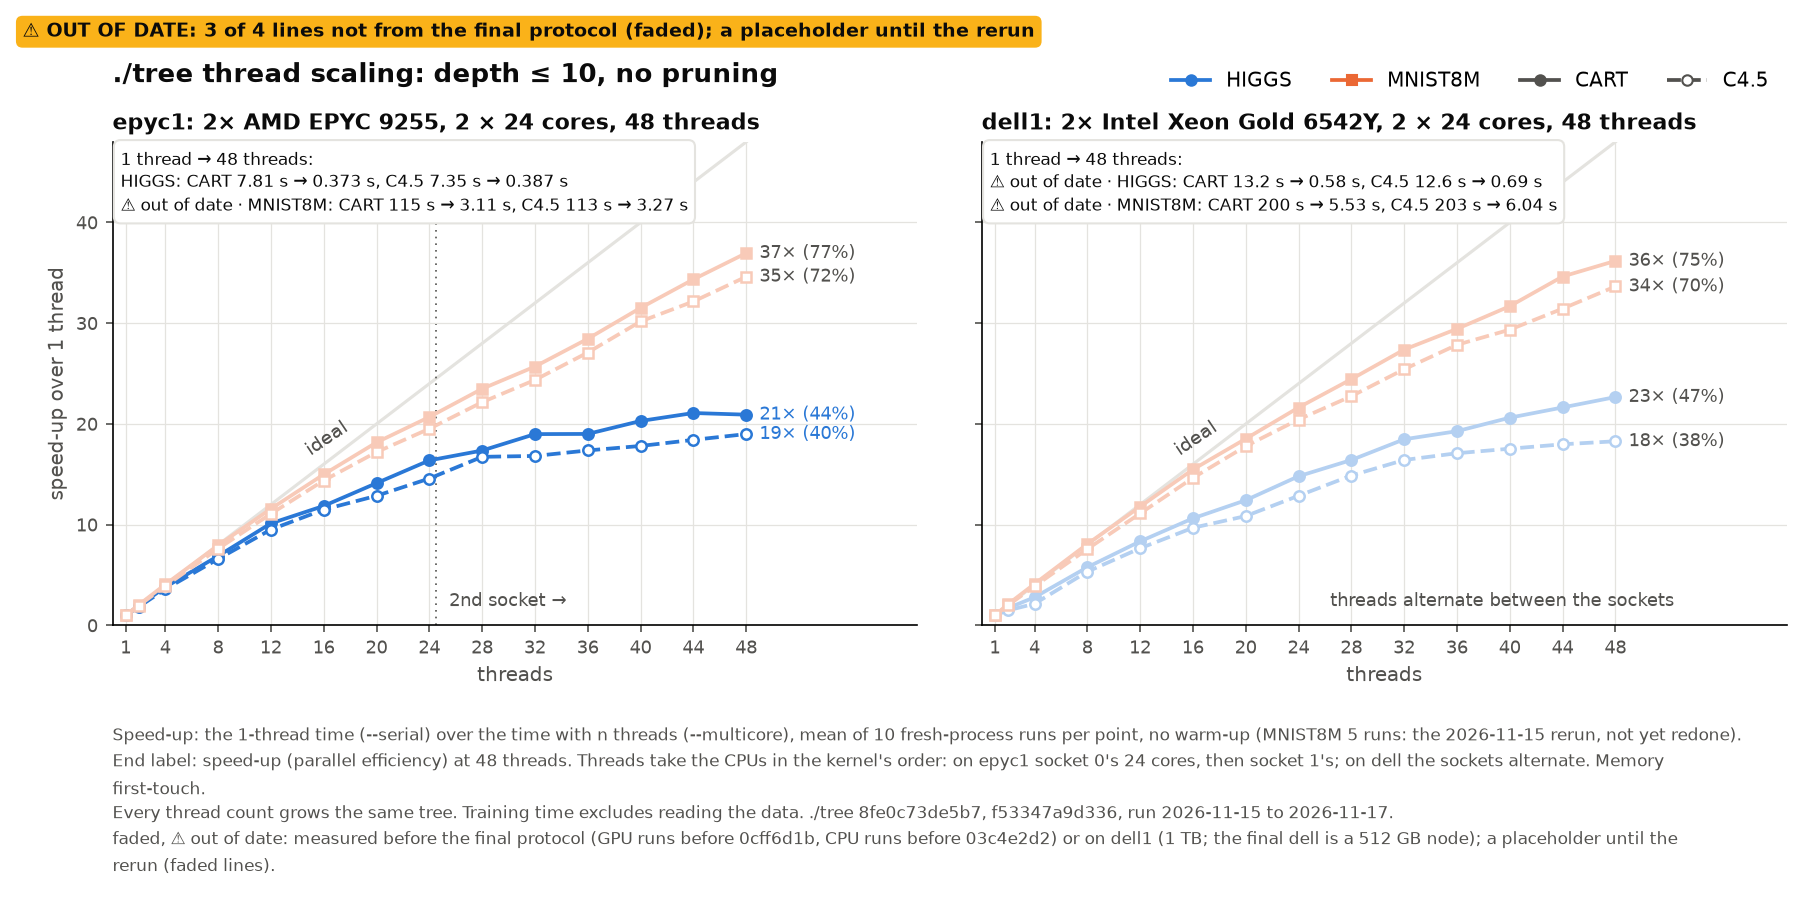 ⚠ OUT OF DATE: 3 of 4 lines not from the final protocol (faded); a placeholder until the rerun
./tree thread scaling: depth ≤ 10, no pruning
HIGGS MNIST8M CART C4.5
epyc1: 2× AMD EPYC 9255, 2 × 24 cores, 48 threads
1 thread → 48 threads:
HIGGS: CART 7.81 s → 0.373 s, C4.5 7.35 s → 0.387 s
⚠ out of date · MNIST8M: CART 115 s → 3.11 s, C4.5 113 s → 3.27 s
speed-up over 1 thread
40
30
20
10
0
ideal
37× (77%)
35× (72%)
21× (44%)
19× (40%)
2nd socket →
1 4 8 12 16 20 24 28 32 36 40 44 48
threads
dell1: 2× Intel Xeon Gold 6542Y, 2 × 24 cores, 48 threads
1 thread → 48 threads:
⚠ out of date · HIGGS: CART 13.2 s → 0.58 s, C4.5 12.6 s → 0.69 s
⚠ out of date · MNIST8M: CART 200 s → 5.53 s, C4.5 203 s → 6.04 s
ideal
36× (75%)
34× (70%)
23× (47%)
18× (38%)
threads alternate between the sockets
1 4 8 12 16 20 24 28 32 36 40 44 48
threads
Speed-up: the 1-thread time (--serial) over the time with n threads (--multicore), mean of 10 fresh-process runs per point, no warm-up (MNIST8M 5 runs: the 2026-11-15 rerun, not yet redone).
End label: speed-up (parallel efficiency) at 48 threads. Threads take the CPUs in the kernel's order: on epyc1 socket 0's 24 cores, then socket 1's; on dell the sockets alternate. Memory
first-touch.
Every thread count grows the same tree. Training time excludes reading the data. ./tree 8fe0c73de5b7, f53347a9d336, run 2026-11-15 to 2026-11-17.
faded, ⚠ out of date: measured before the final protocol (GPU runs before 0cff6d1b, CPU runs before 03c4e2d2) or on dell1 (1 TB; the final dell is a 512 GB node); a placeholder until the
rerun (faded lines).